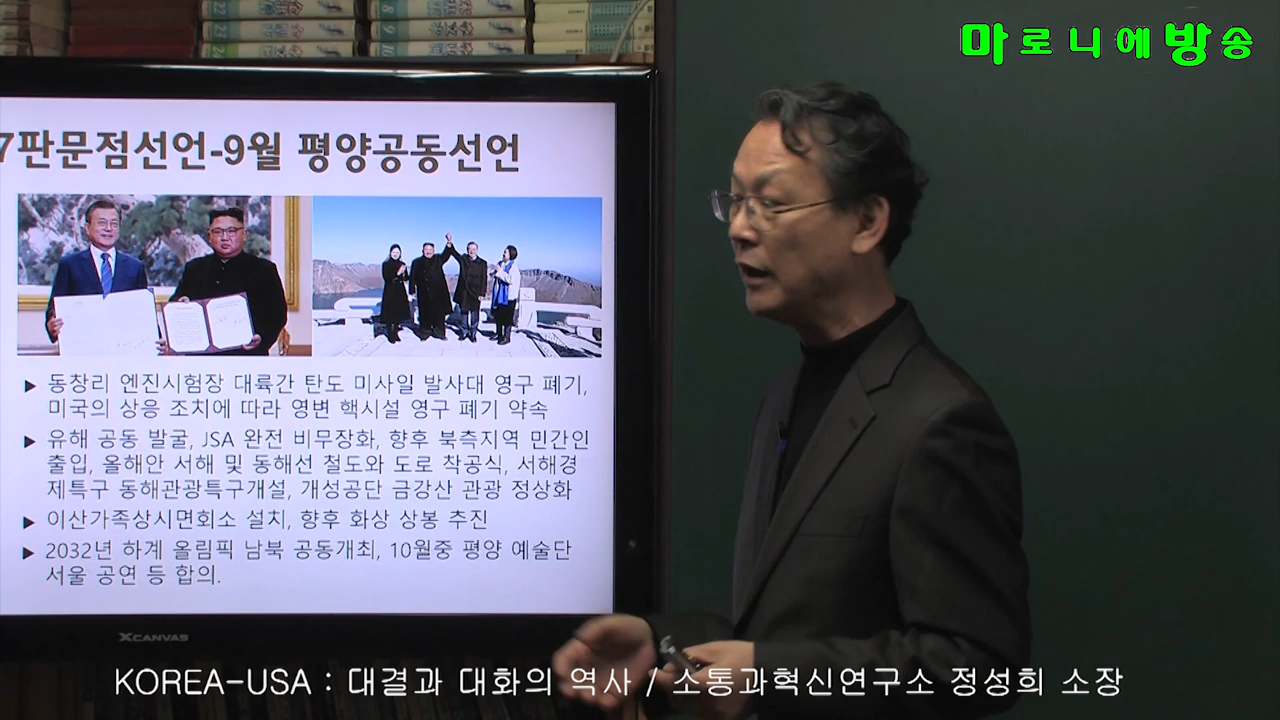 마로니에방송
7판문점선언-9월 평양공동선언
▶ 동창리 엔진시험장 대륙간 탄도 미사일 발사대 영구 폐기,
미국의 상응 조치에 따라 영변 핵시설 영구 폐기 약속
▶ 유해 공동 발굴, JSA 완전 비무장화, 향후 북측지역 민간인
출입, 올해안 서해 및 동해선 철도와 도로 착공식, 서해경
제특구 동해관광특구개설, 개성공단 금강산 관광 정상화
▶ 이산가족상시면회소 설치, 향후 화상 상봉 추진
▶ 2032년 하계 올림픽 남북 공동개최, 10월중 평양 예술단
서울 공연 등 합의.
XCANVAS
KOREA-USA : 대결과 대화의 역사 / 소통과혁신연구소 정성희 소장